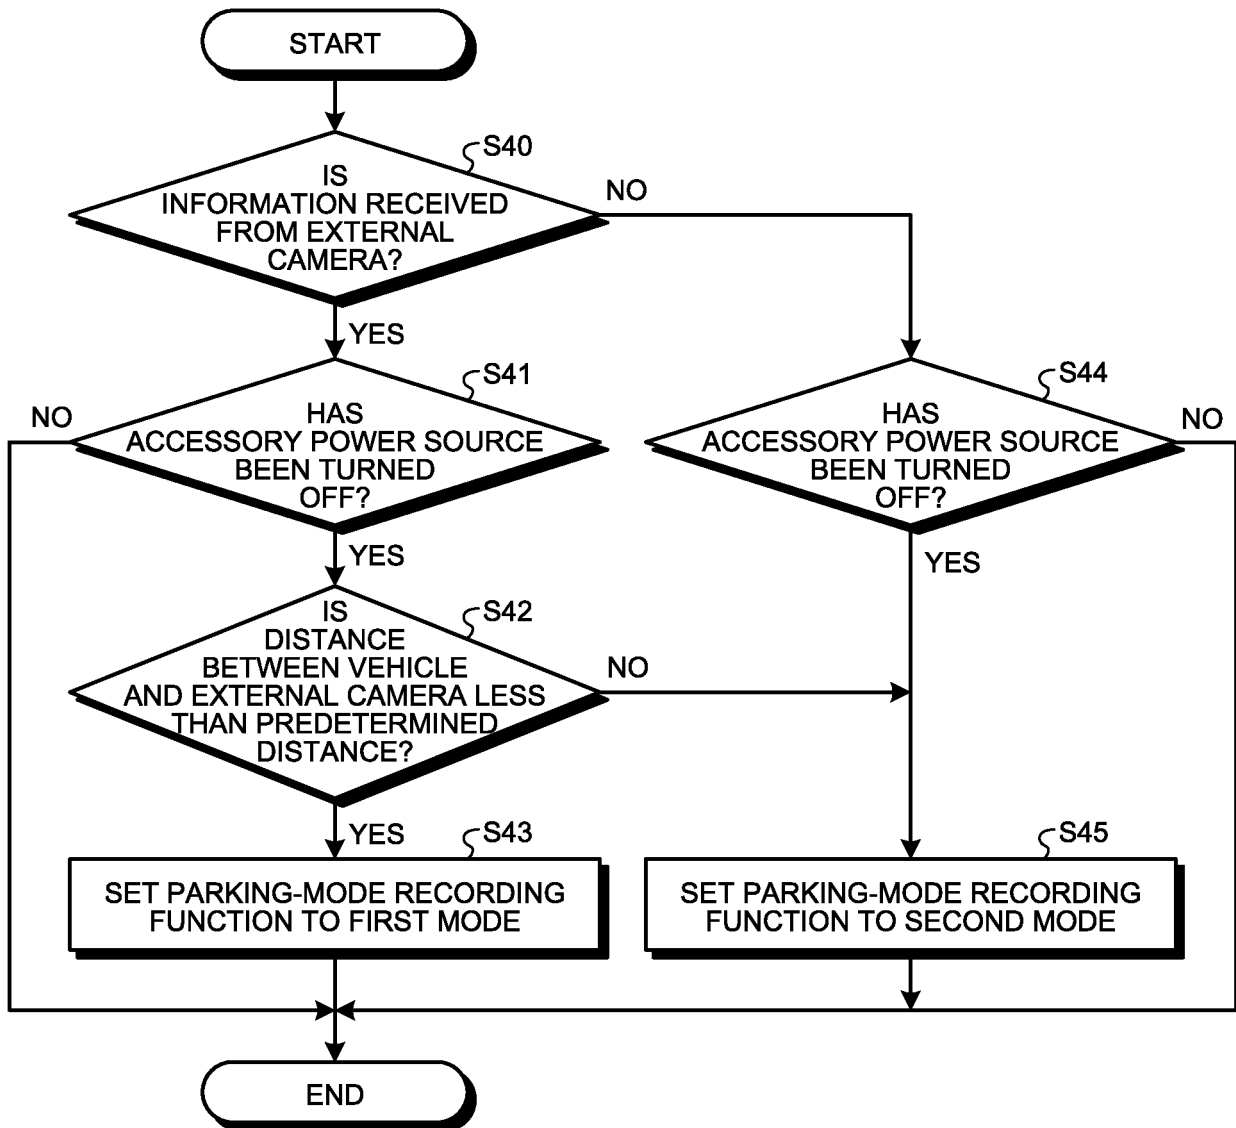 START
S40
IS
INFORMATION RECEIVED
FROM EXTERNAL
CAMERA?
NO
YES
S41
HAS
ACCESSORY POWER SOURCE
BEEN TURNED
OFF?
NO
YES
S44
HAS
ACCESSORY POWER SOURCE
BEEN TURNED
OFF?
NO
YES
S42
IS
DISTANCE
BETWEEN VEHICLE
AND EXTERNAL CAMERA LESS
THAN PREDETERMINED
DISTANCE?
NO
YES
S43
SET PARKING-MODE RECORDING
FUNCTION TO FIRST MODE
S45
SET PARKING-MODE RECORDING
FUNCTION TO SECOND MODE
END